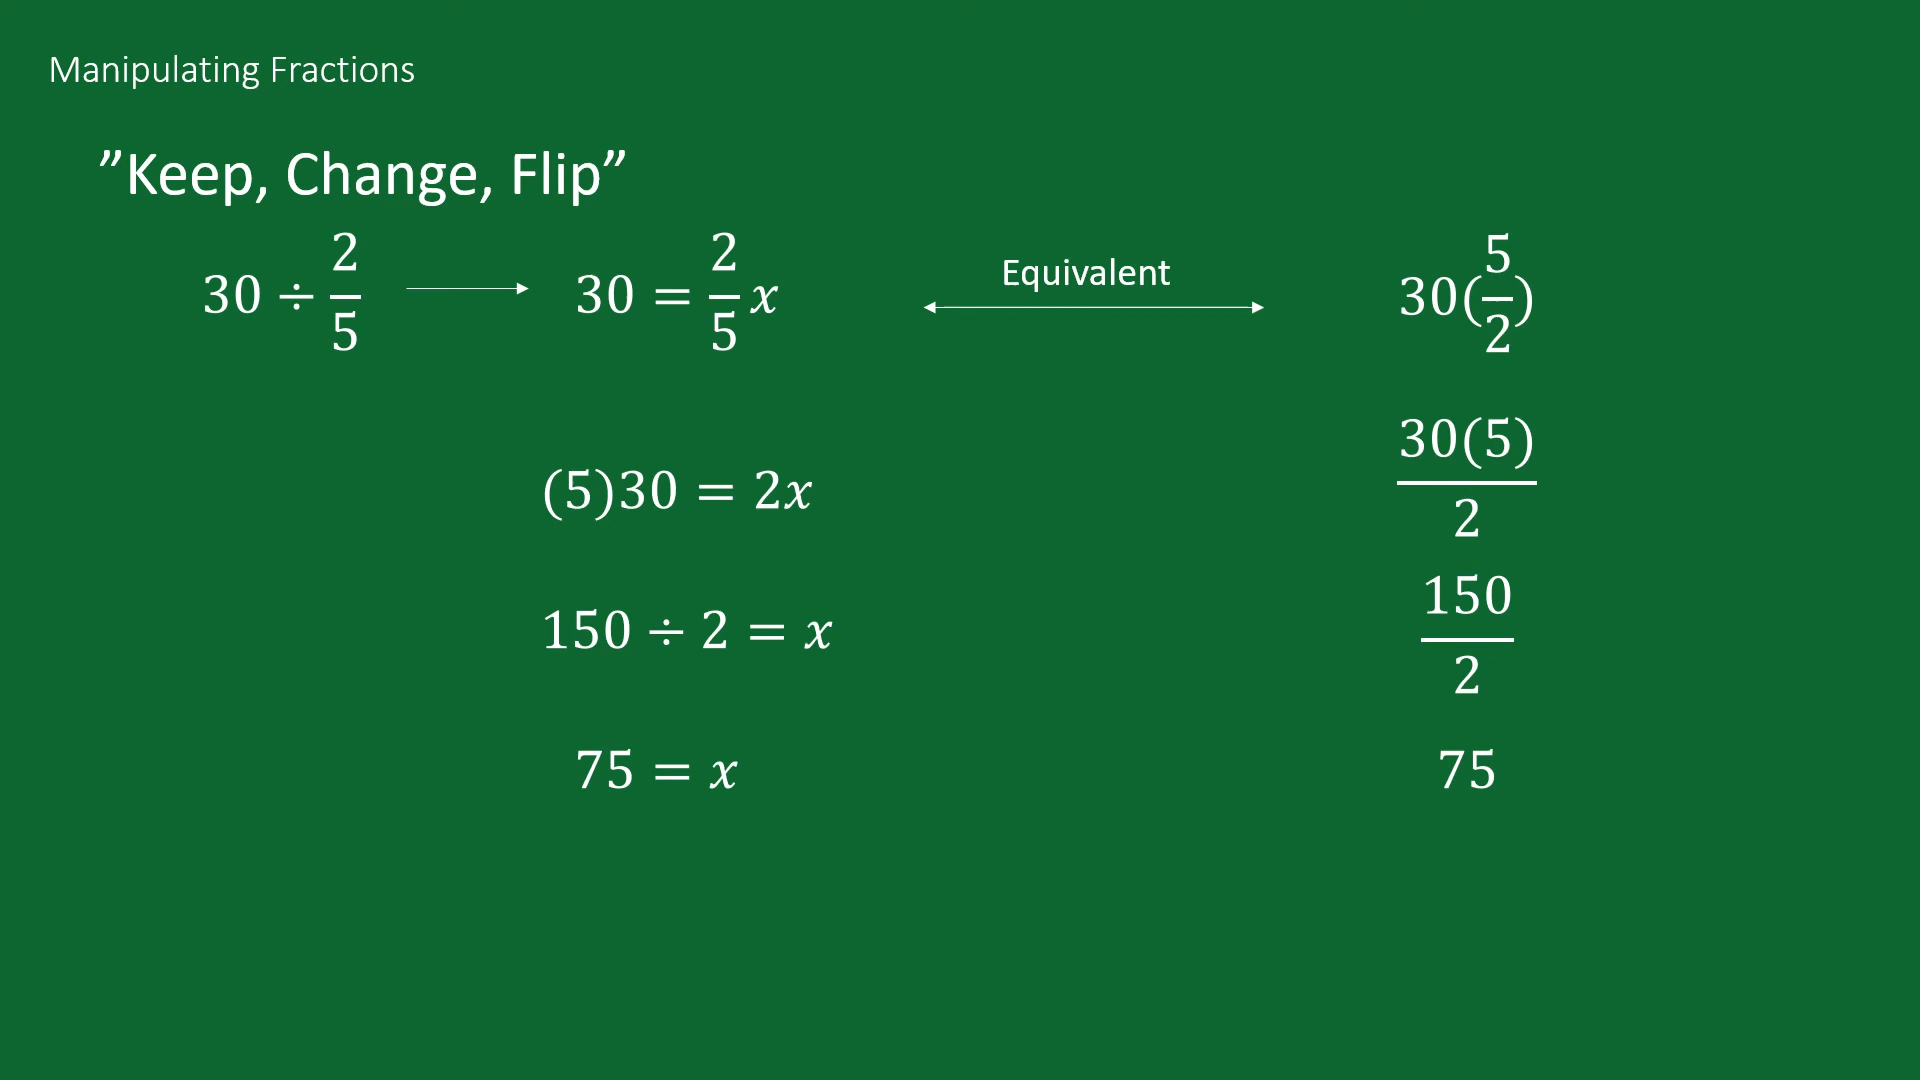 Manipulating Fractions
”Keep, Change, Flip”
30 ÷ 2/5
30 = 2/5 x
Equivalent
30(5/2)
(5)30 = 2x
30(5)/2
150 ÷ 2 = x
150/2
75 = x
75